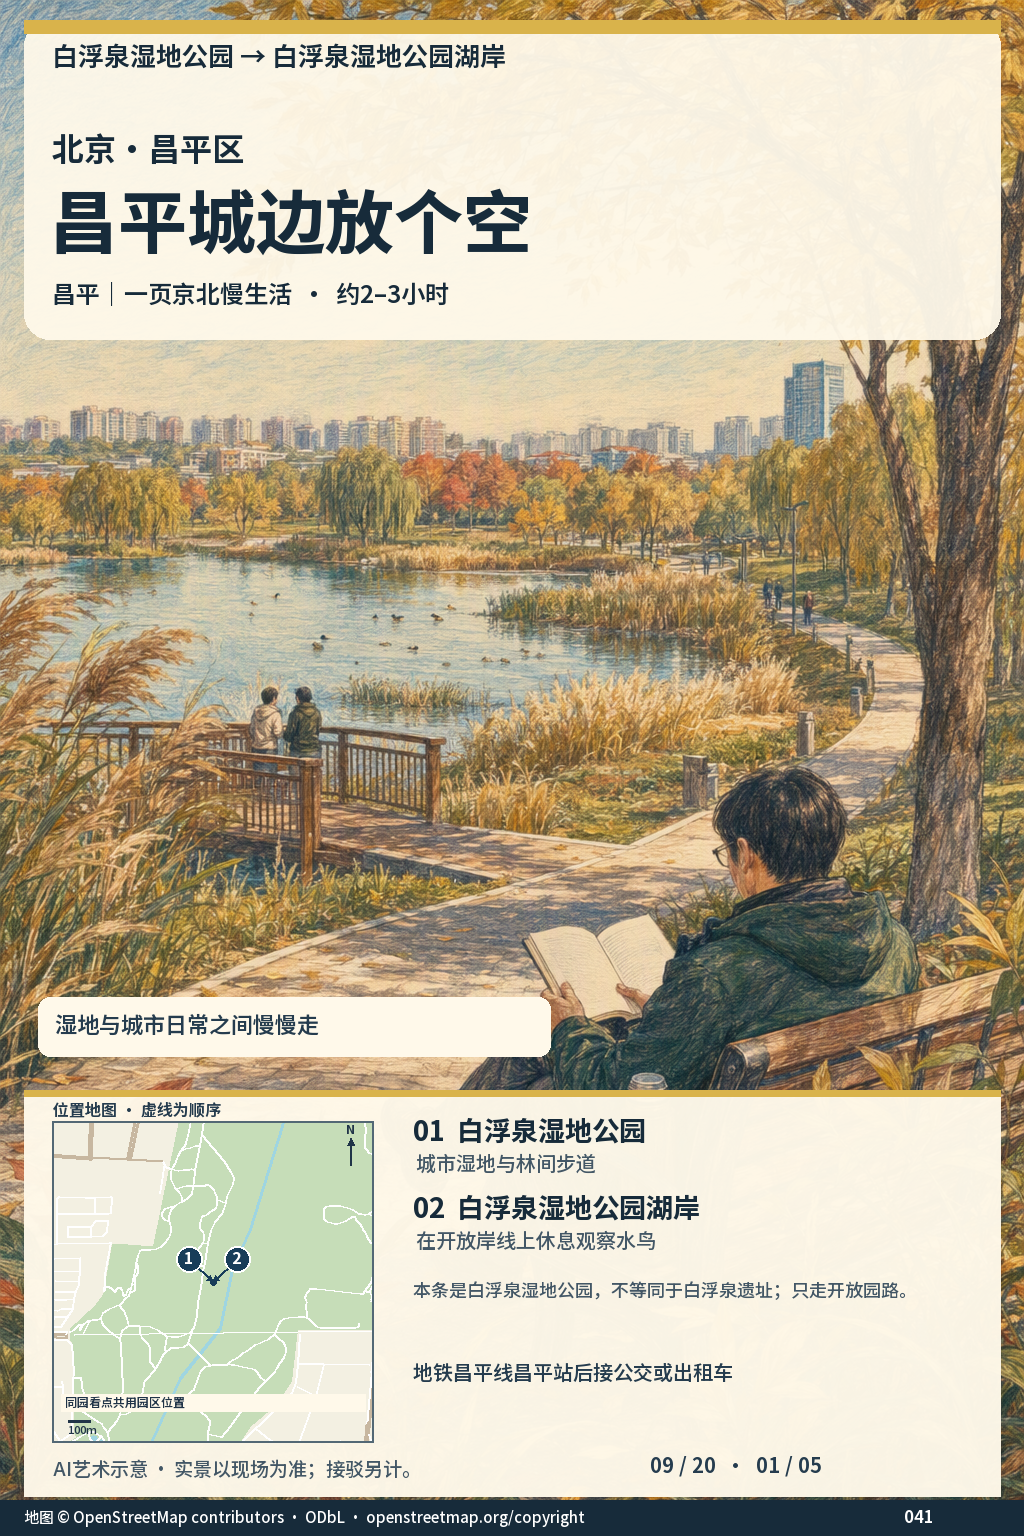 白浮泉湿地公园 → 白浮泉湿地公园湖岸
北京・昌平区
昌平城边放个空
昌平｜一页京北慢生活 ・ 约2–3小时
湿地与城市日常之间慢慢走
位置地图 ・ 虚线为顺序
N
1
2
同园看点共用园区位置
100m
01 白浮泉湿地公园
城市湿地与林间步道
02 白浮泉湿地公园湖岸
在开放岸线上休息观察水鸟
本条是白浮泉湿地公园，不等同于白浮泉遗址；只走开放园路。
地铁昌平线昌平站后接公交或出租车
AI艺术示意 ・ 实景以现场为准；接驳另计。
09 / 20 ・ 01 / 05
地图 © OpenStreetMap contributors ・ ODbL ・ openstreetmap.org/copyright
041